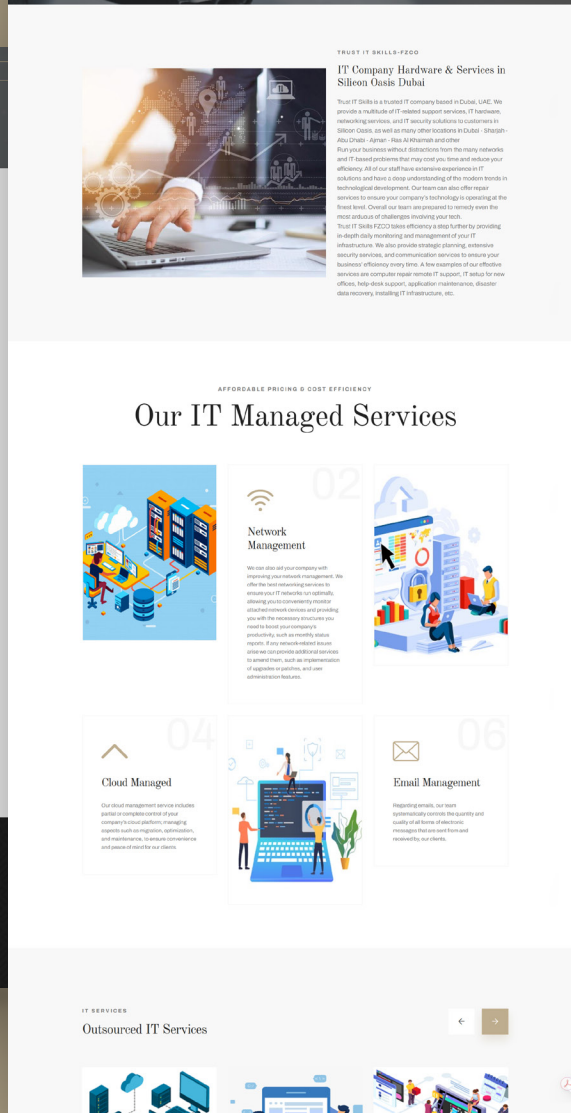 TRUST IT SKILLS-FZCO
IT Company Hardware & Services in
Silicon Oasis Dubai
Trust IT Skills is a trusted IT company based in Dubai, UAE. We
provide a multitude of IT-related support services, IT hardware,
networking services, and IT security solutions to customers in
Silicon Oasis, as well as many other locations in Dubai - Sharjah -
Abu Dhabi - Ajman - Ras Al Khaimah and other
Run your business without distractions from the many networks
and IT-based problems that may cost you time and reduce your
efficiency. All of our staff have extensive experience in IT
solutions and have a deep understanding of the modern trends in
technological development. Our team can also offer repair
services to ensure your company's technology is operating at the
finest level. Overall our team are prepared to remedy even the
most arduous of challenges involving your tech.
Trust IT Skills FZCO takes efficiency a step further by providing
in-depth daily monitoring and management of your IT
infrastructure. We also provide strategic planning, extensive
security services, and communication services to ensure your
business' efficiency every time. A few examples of our effective
services are computer repair remote IT support, IT setup for new
offices, help-desk support, application maintenance, disaster
data recovery, installing IT infrastructure, etc.
AFFORDABLE PRICING & COST EFFICIENCY
Our IT Managed Services
02
Network
Management
We can also aid your company with
improving your network management. We
offer the best networking services to
ensure your IT networks run optimally,
allowing you to conveniently monitor
attached network devices and providing
you with the necessary structures you
need to boost your company's
productivity, such as monthly status
reports. If any network-related issues
arise we can provide additional services
to amend them, such as implementation
of upgrades or patches, and user
administration features.
04
Cloud Managed
Our cloud management service includes
partial or complete control of your
company's cloud platform; managing
aspects such as migration, optimization,
and maintenance, to ensure convenience
and peace of mind for our clients.
06
Email Management
Regarding emails, our team
systematically controls the quantity and
quality of all forms of electronic
messages that are sent from and
received by, our clients.
IT SERVICES
Outsourced IT Services